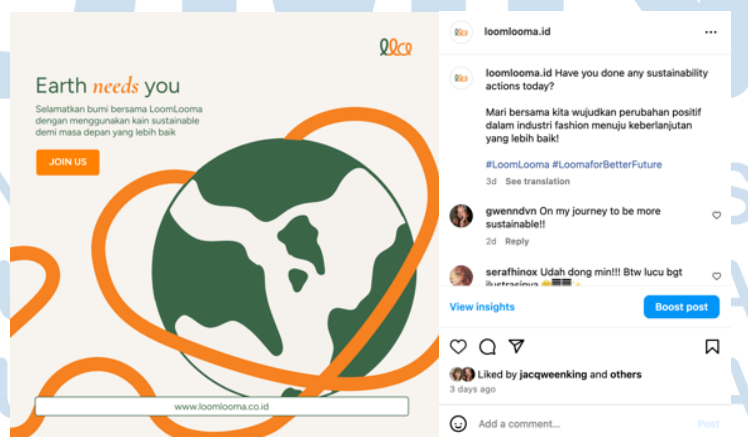 Earth needs you
Selamatkan bumi bersama LoomLooma
dengan menggunakan kain sustainable
demi masa depan yang lebih baik
JOIN US
www.loomlooma.co.id
loomlooma.id
loomlooma.id Have you done any sustainability
actions today?
Mari bersama kita wujudkan perubahan positif
dalam industri fashion menuju keberlanjutan
yang lebih baik!
#LoomLooma #LoomaforBetterFuture
3d See translation
gwenndvn On my journey to be more
sustainable!!
2d Reply
serafhinox Udah dong min!!! Btw lucu bgt
ilustrasinya
View insights
Boost post
Liked by jacqweenking and others
3 days ago
Add a comment...
Post